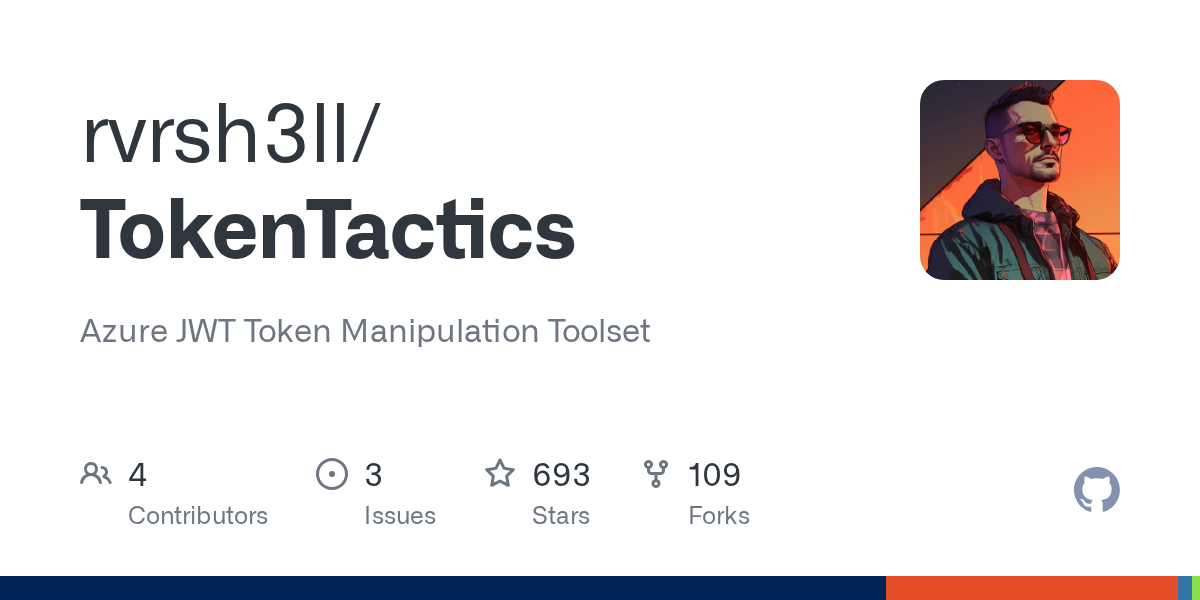 rvrsh3ll/
TokenTactics
Azure JWT Token Manipulation Toolset
4
Contributors
3
Issues
693
Stars
109
Forks